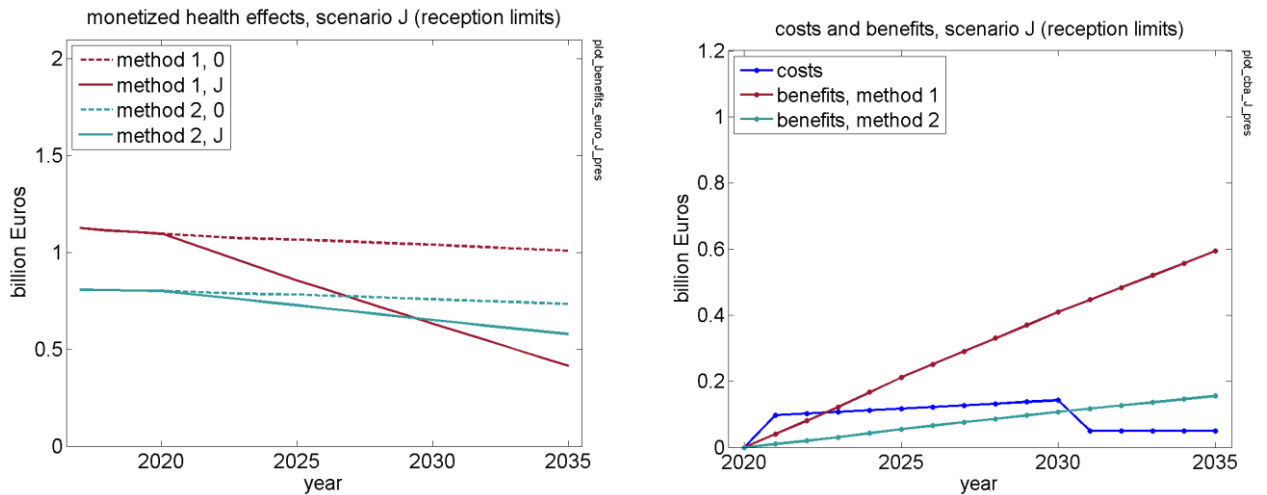 monetized health effects, scenario J (reception limits)
2
1.5
1
0.5
0
billion Euros
method 1, 0
method 1, J
method 2, 0
method 2, J
plot_benefits_euro_J_pres
2020
2025
2030
2035
year
costs and benefits, scenario J (reception limits)
1.2
1
0.8
0.6
0.4
0.2
0
billion Euros
costs
benefits, method 1
benefits, method 2
plot_cba_J_pres
2020
2025
2030
2035
year